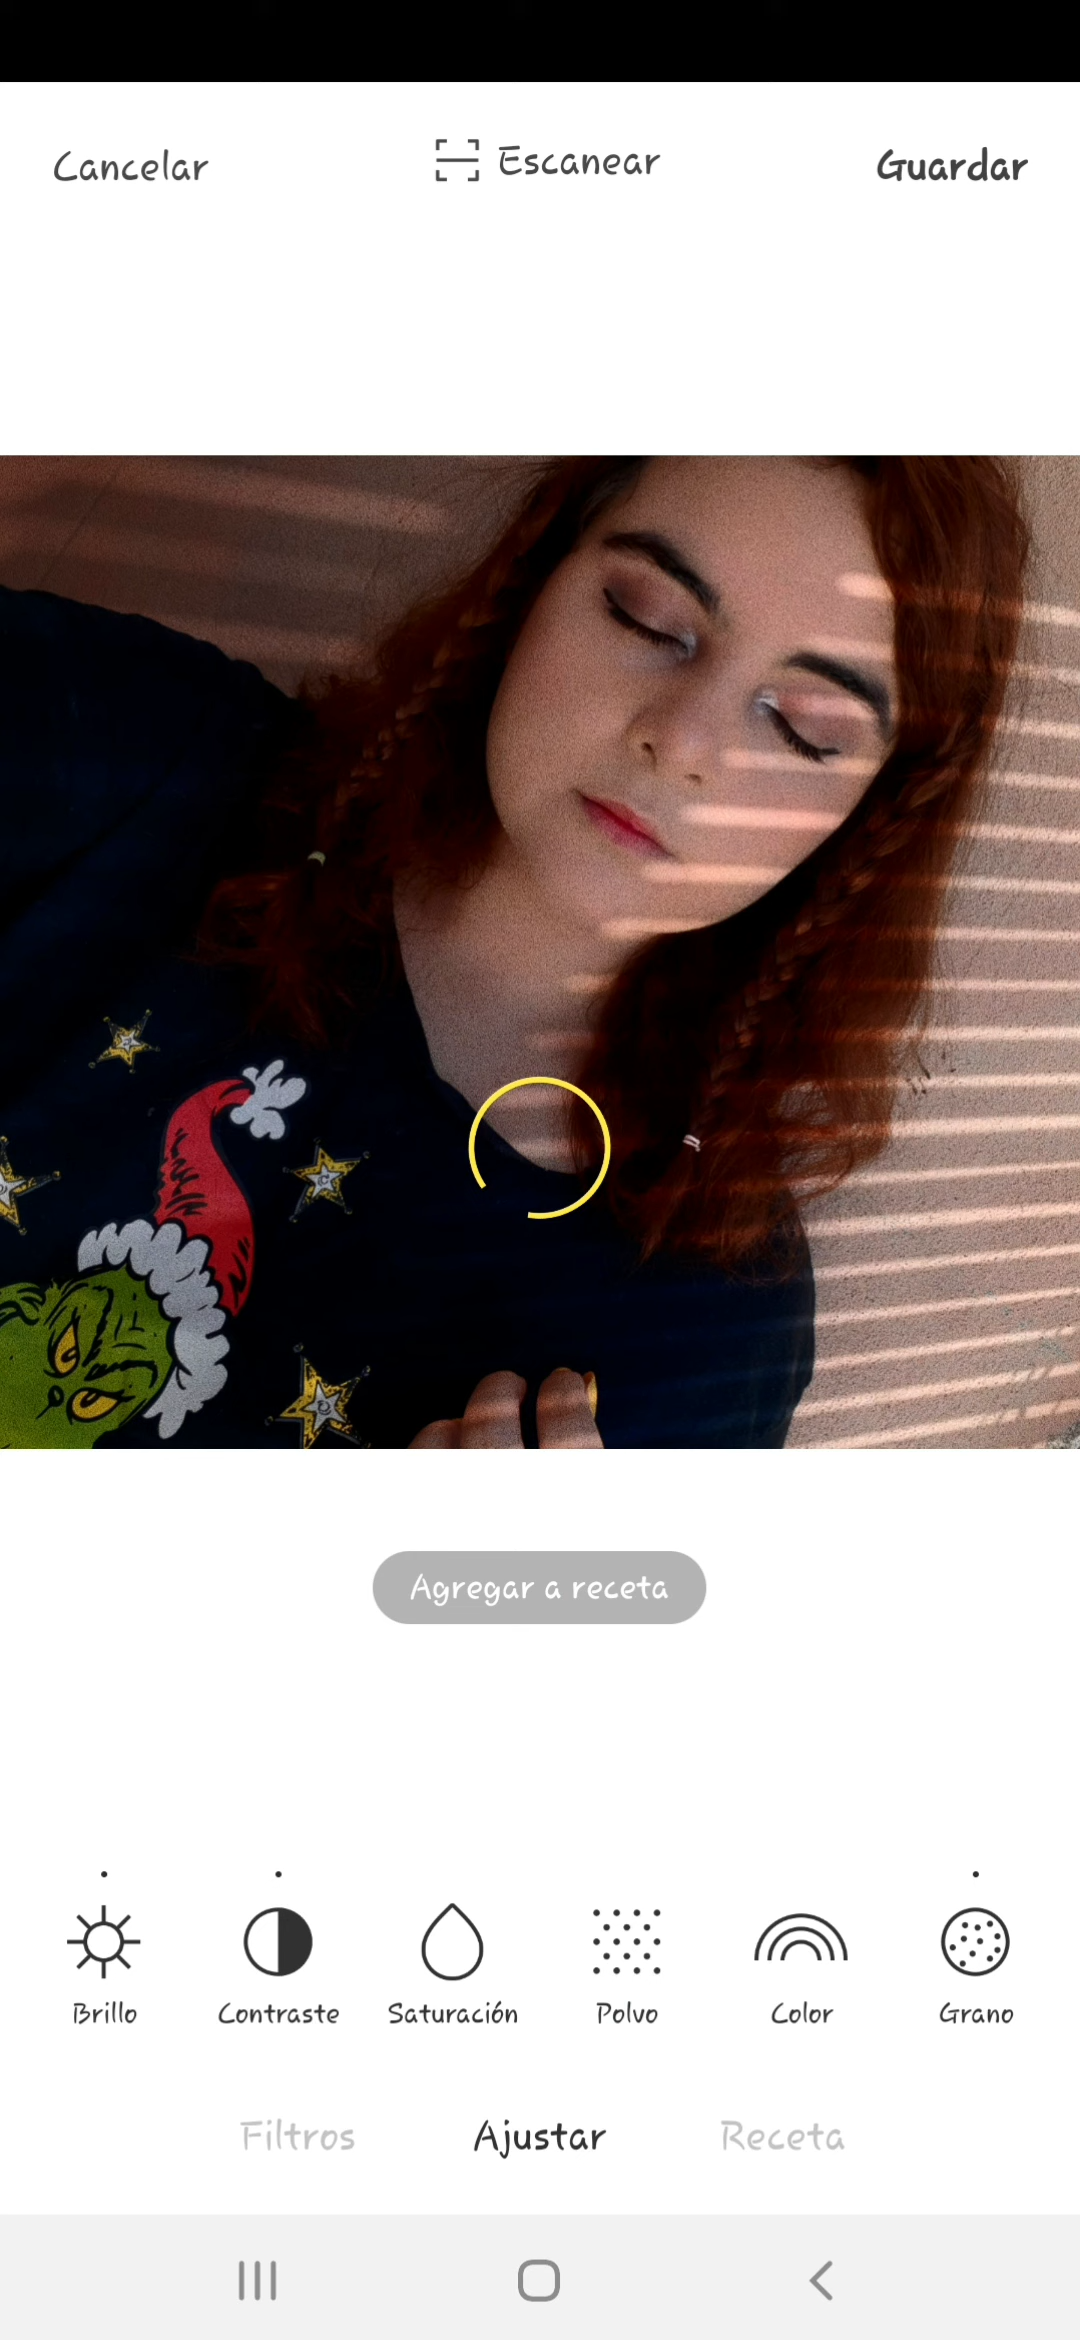 Cancelar
Escanear
Guardar
Agregar a receta
Brillo
Contraste
Saturación
Polvo
Color
Grano
Filtros
Ajustar
Receta